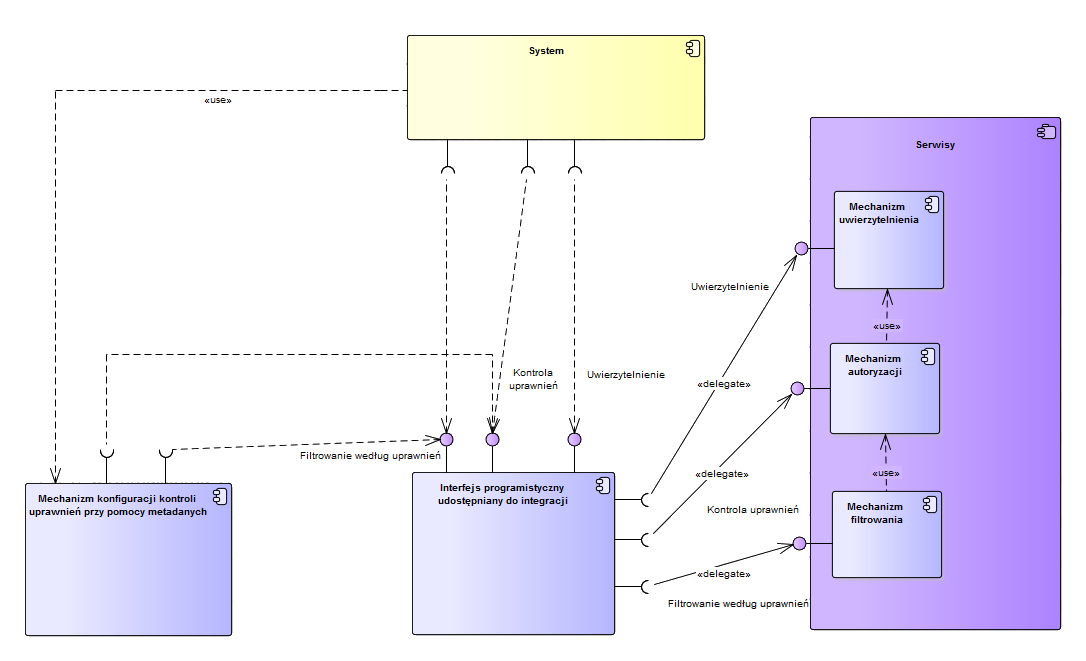 System
«use»
Serwisy
Mechanizm
uwierzytelnienia
Uwierzytelnienie
«use»
Mechanizm
autoryzacji
Kontrola
uprawnień
Uwierzytelnienie
«delegate»
Filtrowanie według uprawnień
«delegate»
«use»
Mechanizm konfiguracji kontroli
uprawnień przy pomocy metadanych
Interfejs programistyczny
udostępniany do integracji
Kontrola uprawnień
Mechanizm
filtrowania
«delegate»
Filtrowanie według uprawnień